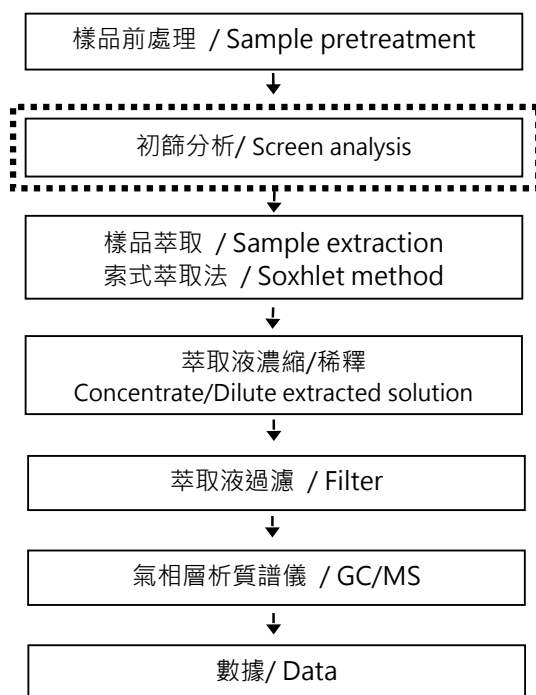 樣品前處理 / Sample pretreatment
初篩分析/ Screen analysis
樣品萃取 / Sample extraction
索式萃取法 / Soxhlet method
萃取液濃縮/稀釋
Concentrate/Dilute extracted solution
萃取液過濾 / Filter
氣相層析質譜儀 / GC/MS
數據/ Data